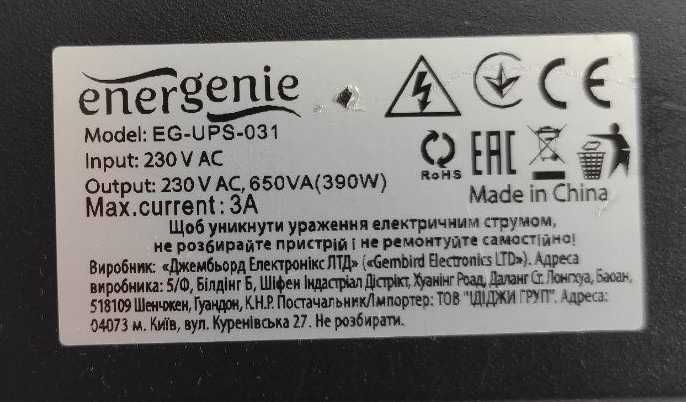 energenie
Model: EG-UPS-031
Input: 230 V AC
Output: 230 V AC, 650VA(390W)
Max.current: 3A
CE
RoHS
EAC
Made in China
Щоб уникнути ураження електричним струмом,
не розбирайте пристрій і не ремонтуйте самостійно!
Виробник: «Джембьорд Електронікс ЛТД» («Gembird Electronics LTD»). Адреса
виробника: 5/Ф, Білдінг Б, Шіфен Індастріал Дістрікт, Хуанінг Роад, Даланг Ст. Лонгхуа, Баоан,
518109 Шенчжен, Гуандон, К.Н.Р. Постачальник/Імпортер: ТОВ "ІДІДЖИ ГРУП". Адреса:
04073 м. Київ, вул. Куренівська 27. Не розбирати.